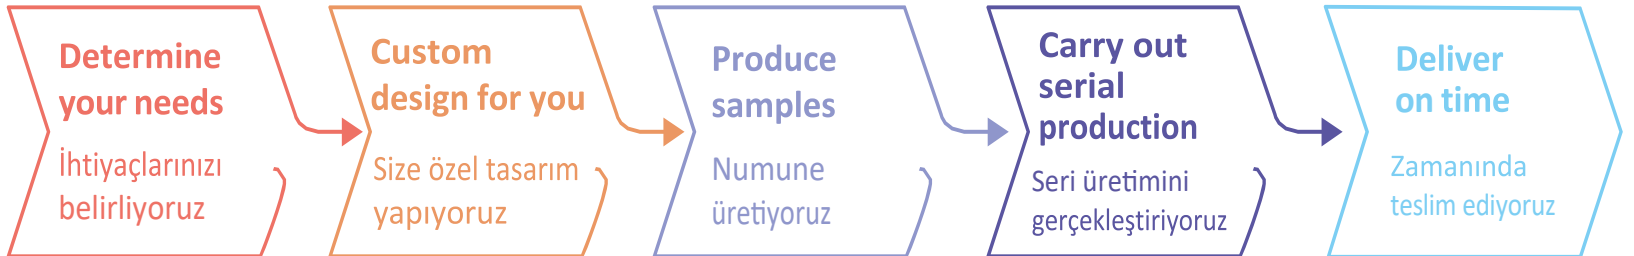 Determine
your needs
İhtiyaçlarınızı
belirliyoruz
Custom
design for you
Size özel tasarım
yapıyoruz
Produce
samples
Numune
üretiyoruz
Carry out
serial
production
Seri üretimini
gerçekleştiriyoruz
Deliver
on time
Zamanında
teslim ediyoruz